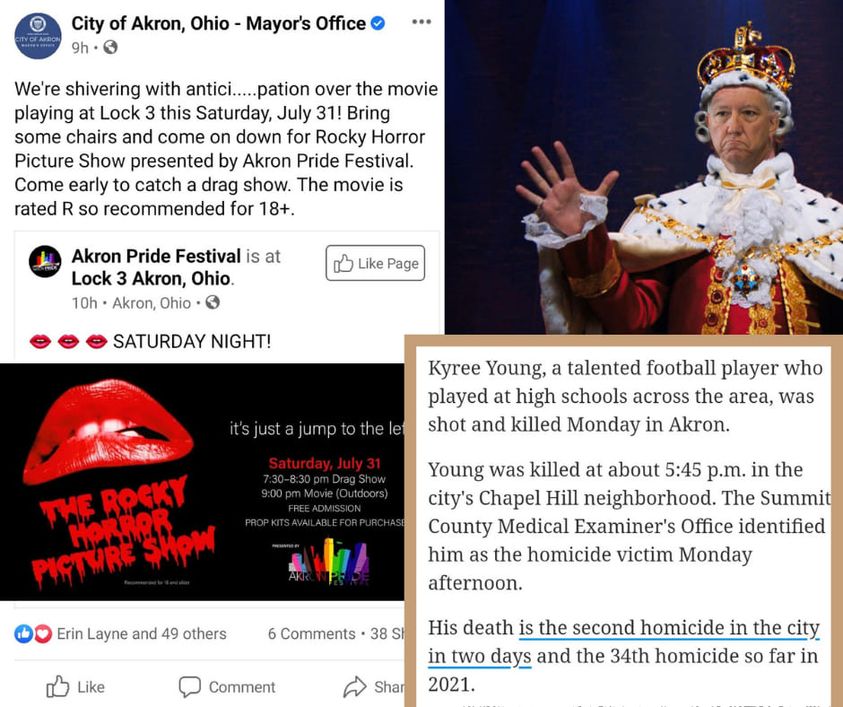 City of Akron, Ohio - Mayor's Office
9h
CITY OF AKRON
We're shivering with antici.....pation over the movie
playing at Lock 3 this Saturday, July 31! Bring
some chairs and come on down for Rocky Horror
Picture Show presented by Akron Pride Festival.
Come early to catch a drag show. The movie is
rated R so recommended for 18+.
Akron Pride Festival is at
Lock 3 Akron, Ohio.
Like Page
10h · Akron, Ohio ·
SATURDAY NIGHT!
it's just a jump to the lef
Saturday, July 31
7:30-8:30 pm Drag Show
9:00 pm Movie (Outdoors)
FREE ADMISSION
PROP KITS AVAILABLE FOR PURCHASE
PRESENTED BY
AKRON PRIDE
FESTIVAL
THE ROCKY
HORROR
PICTURE SHOW
Recommended for 18 and older
Erin Layne and 49 others
6 Comments · 38 Sh
Like
Comment
Shar
Kyree Young, a talented football player who
played at high schools across the area, was
shot and killed Monday in Akron.
Young was killed at about 5:45 p.m. in the
city's Chapel Hill neighborhood. The Summit
County Medical Examiner's Office identified
him as the homicide victim Monday
afternoon.
His death is the second homicide in the city
in two days and the 34th homicide so far in
2021.